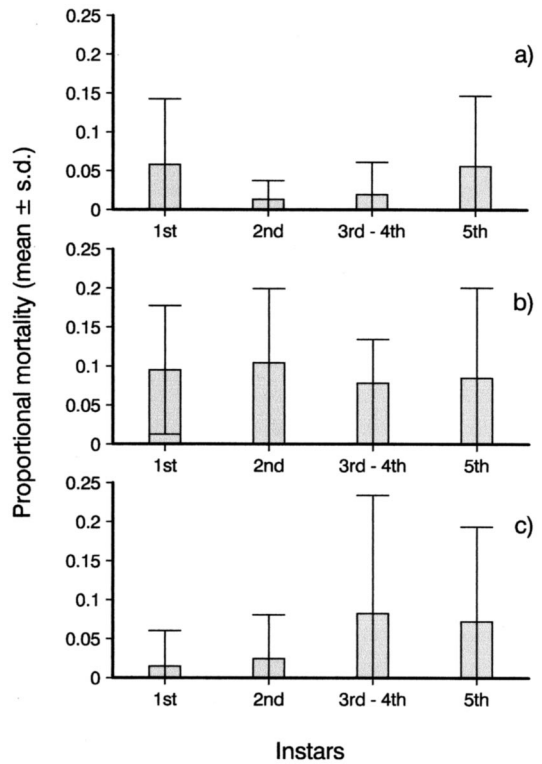 Proportional mortality (mean ± s.d.)
a)
0.25
0.2
0.15
0.1
0.05
0
1st 2nd 3rd - 4th 5th
b)
0.25
0.2
0.15
0.1
0.05
0
1st 2nd 3rd - 4th 5th
c)
0.25
0.2
0.15
0.1
0.05
0
1st 2nd 3rd - 4th 5th
Instars